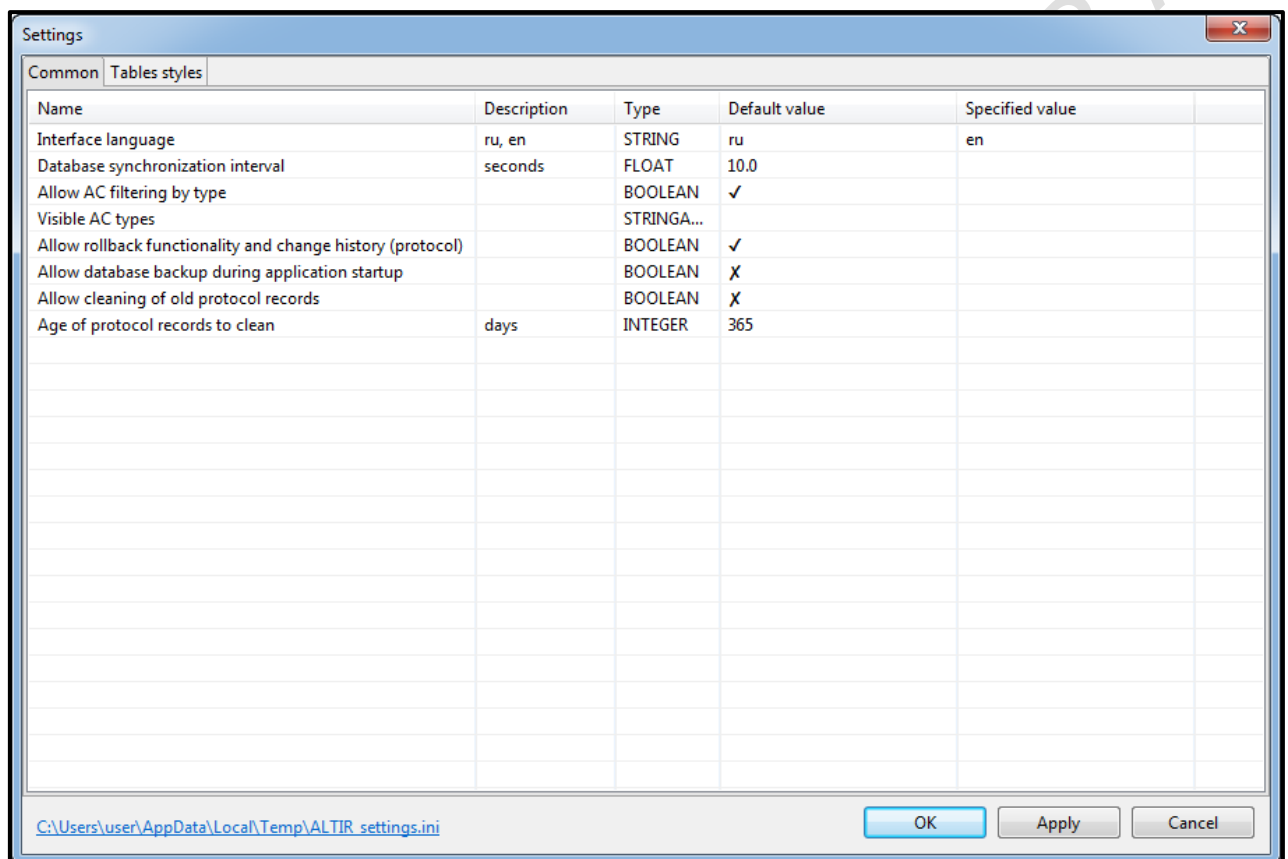 Settings
Common Tables styles
Name Description Type Default value Specified value
Interface language ru, en STRING ru en
Database synchronization interval seconds FLOAT 10.0
Allow AC filtering by type BOOLEAN ✓
Visible AC types STRINGA...
Allow rollback functionality and change history (protocol) BOOLEAN ✓
Allow database backup during application startup BOOLEAN ✗
Allow cleaning of old protocol records BOOLEAN ✗
Age of protocol records to clean days INTEGER 365
C:\Users\user\AppData\Local\Temp\ALTIR_settings.ini OK Apply Cancel